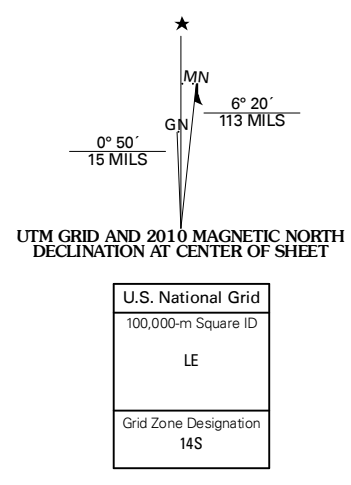 ★
MN
GN
6° 20´
113 MILS
0° 50´
15 MILS
UTM GRID AND 2010 MAGNETIC NORTH
DECLINATION AT CENTER OF SHEET
U.S. National Grid
100,000-m Square ID
LE
Grid Zone Designation
14S